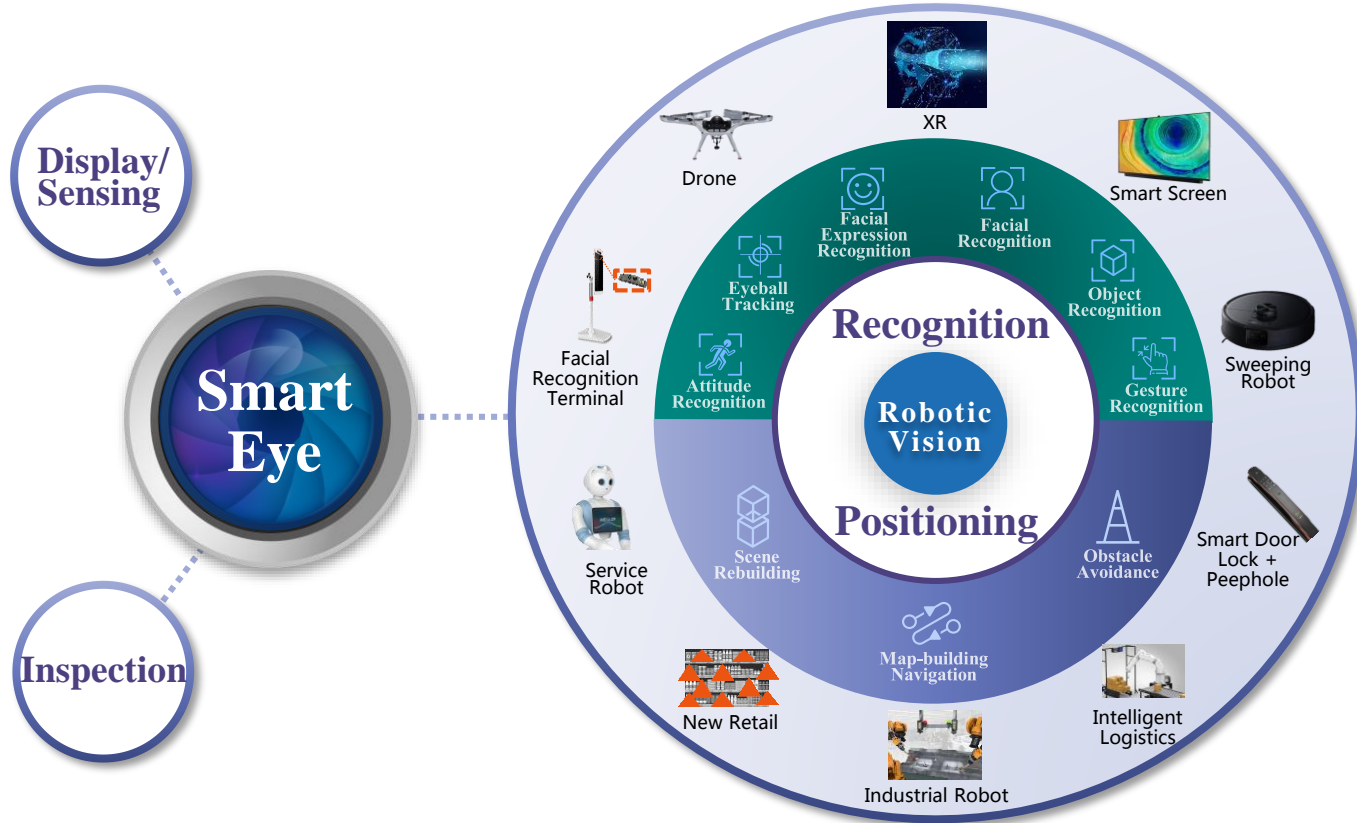 Display/
Sensing
Smart
Eye
Inspection
XR
Drone
Smart Screen
Facial
Recognition
Terminal
Sweeping
Robot
Service
Robot
Smart Door
Lock +
Peephole
New Retail
Industrial Robot
Intelligent
Logistics
Facial
Expression
Recognition
Facial
Recognition
Eyeball
Tracking
Object
Recognition
Attitude
Recognition
Gesture
Recognition
Recognition
Robotic
Vision
Positioning
Scene
Rebuilding
Obstacle
Avoidance
Map-building
Navigation